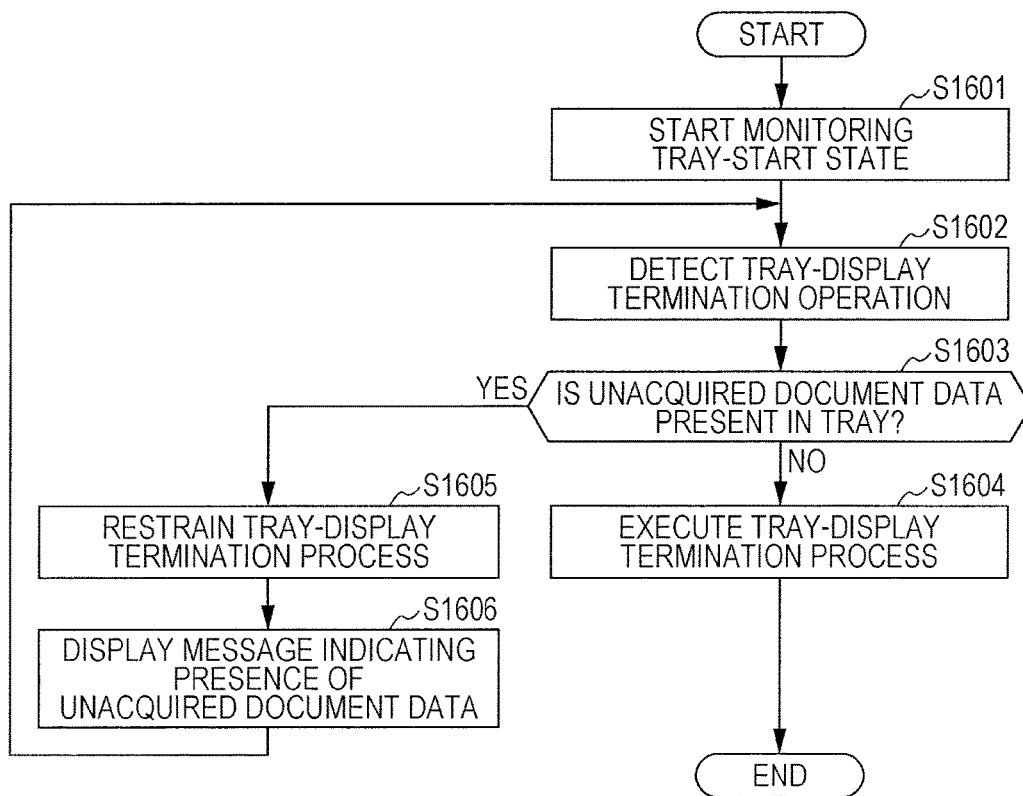 START
S1601
START MONITORING
TRAY-START STATE
S1602
DETECT TRAY-DISPLAY
TERMINATION OPERATION
S1603
IS UNACQUIRED DOCUMENT DATA
PRESENT IN TRAY?
YES
NO
S1604
EXECUTE TRAY-DISPLAY
TERMINATION PROCESS
S1605
RESTRAIN TRAY-DISPLAY
TERMINATION PROCESS
S1606
DISPLAY MESSAGE INDICATING
PRESENCE OF
UNACQUIRED DOCUMENT DATA
END